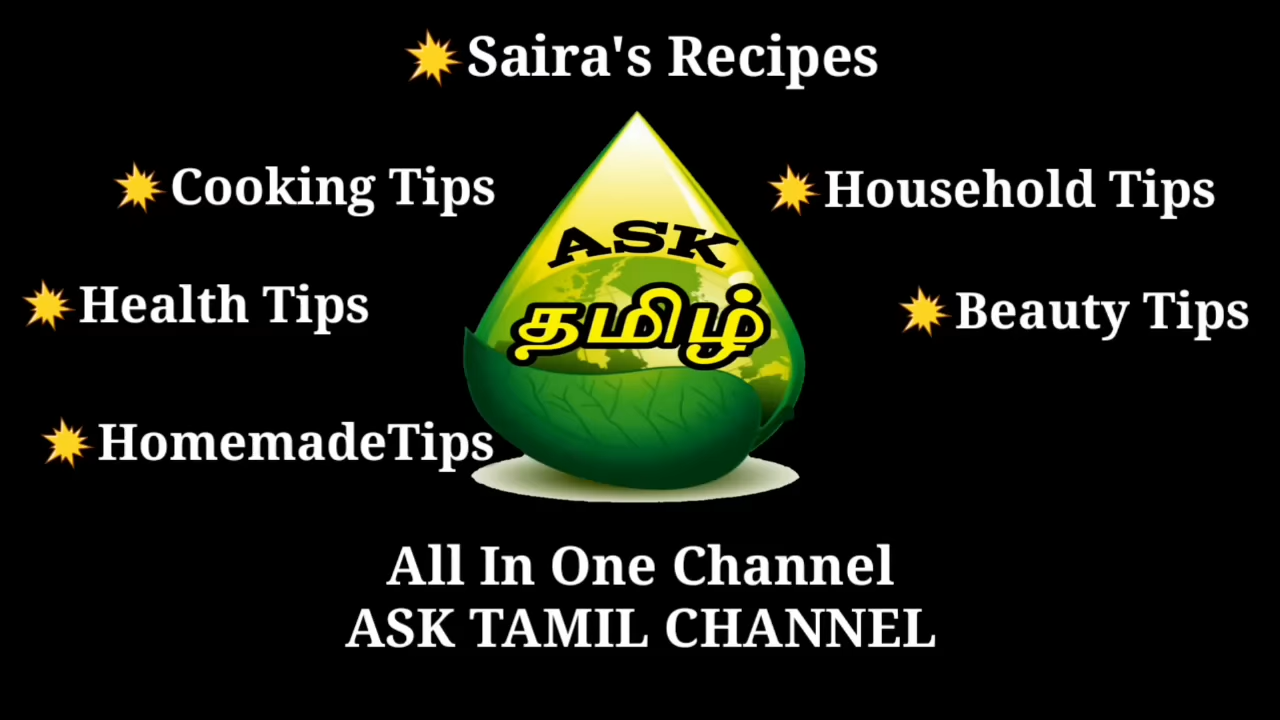 Saira's Recipes
Cooking Tips
Household Tips
ASK
தமிழ்
Health Tips
Beauty Tips
HomemadeTips
All In One Channel
ASK TAMIL CHANNEL